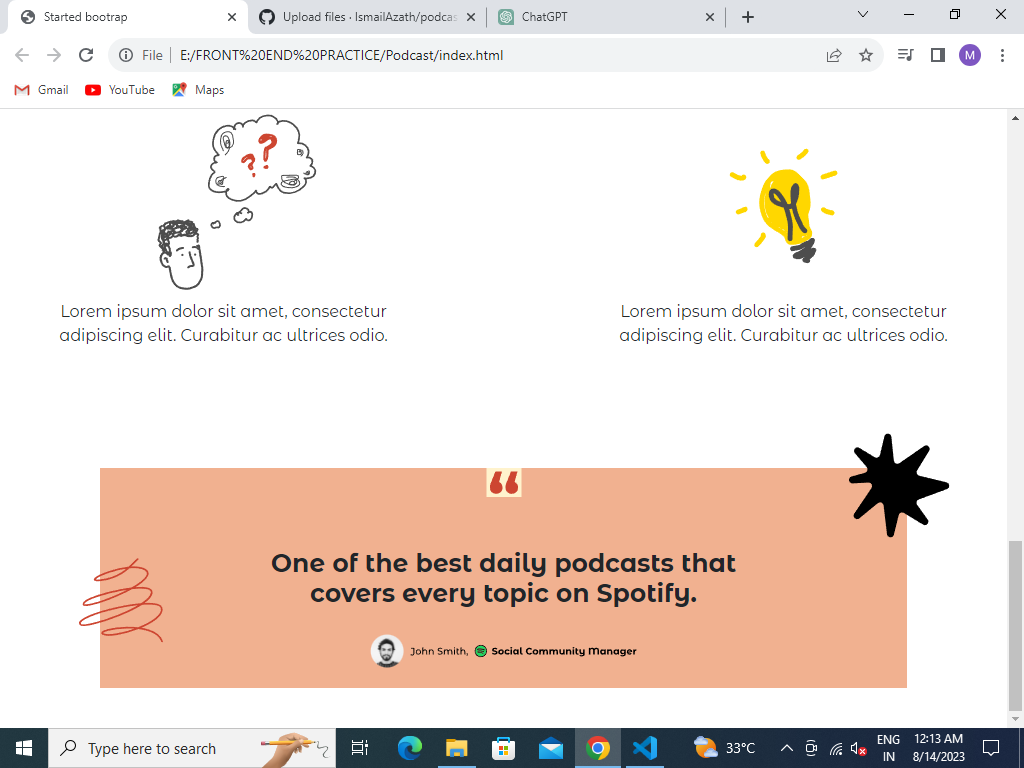 Started bootrap
Upload files · IsmailAzath/podcas
ChatGPT
File
E:/FRONT%20END%20PRACTICE/Podcast/index.html
M
Gmail
YouTube
Maps
??
Lorem ipsum dolor sit amet, consectetur
adipiscing elit. Curabitur ac ultrices odio.
Lorem ipsum dolor sit amet, consectetur
adipiscing elit. Curabitur ac ultrices odio.
“
One of the best daily podcasts that
covers every topic on Spotify.
John Smith, Social Community Manager
Type here to search
33°C
ENG
IN
12:13 AM
8/14/2023